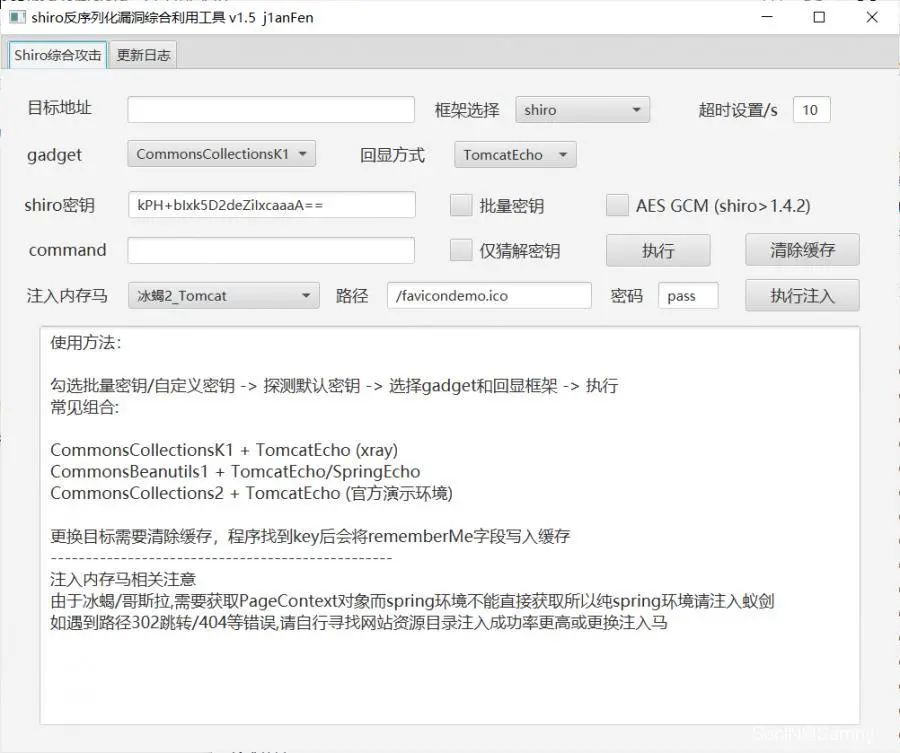 shiro反序列化漏洞综合利用工具 v1.5 j1anFen
Shiro综合攻击 更新日志
目标地址 框架选择 shiro 超时设置/s 10
gadget CommonsCollectionsK1 回显方式 TomcatEcho
shiro密钥 kPH+bIxk5D2deZiIxcaaaA== 批量密钥 AES GCM (shiro>1.4.2)
command 仅猜解密钥 执行 清除缓存
注入内存马 冰蝎2_Tomcat 路径 /favicondemo.ico 密码 pass 执行注入
使用方法：
勾选批量密钥/自定义密钥 -> 探测默认密钥 -> 选择gadget和回显框架 -> 执行
常见组合:
CommonsCollectionsK1 + TomcatEcho (xray)
CommonsBeanutils1 + TomcatEcho/SpringEcho
CommonsCollections2 + TomcatEcho (官方演示环境)
更换目标需要清除缓存，程序找到key后会将rememberMe字段写入缓存
-----------------------------------------------
注入内存马相关注意
由于冰蝎/哥斯拉,需要获取PageContext对象而spring环境不能直接获取所以纯spring环境请注入蚁剑
如遇到路径302跳转/404等错误,请自行寻找网站资源目录注入成功率更高或更换注入马